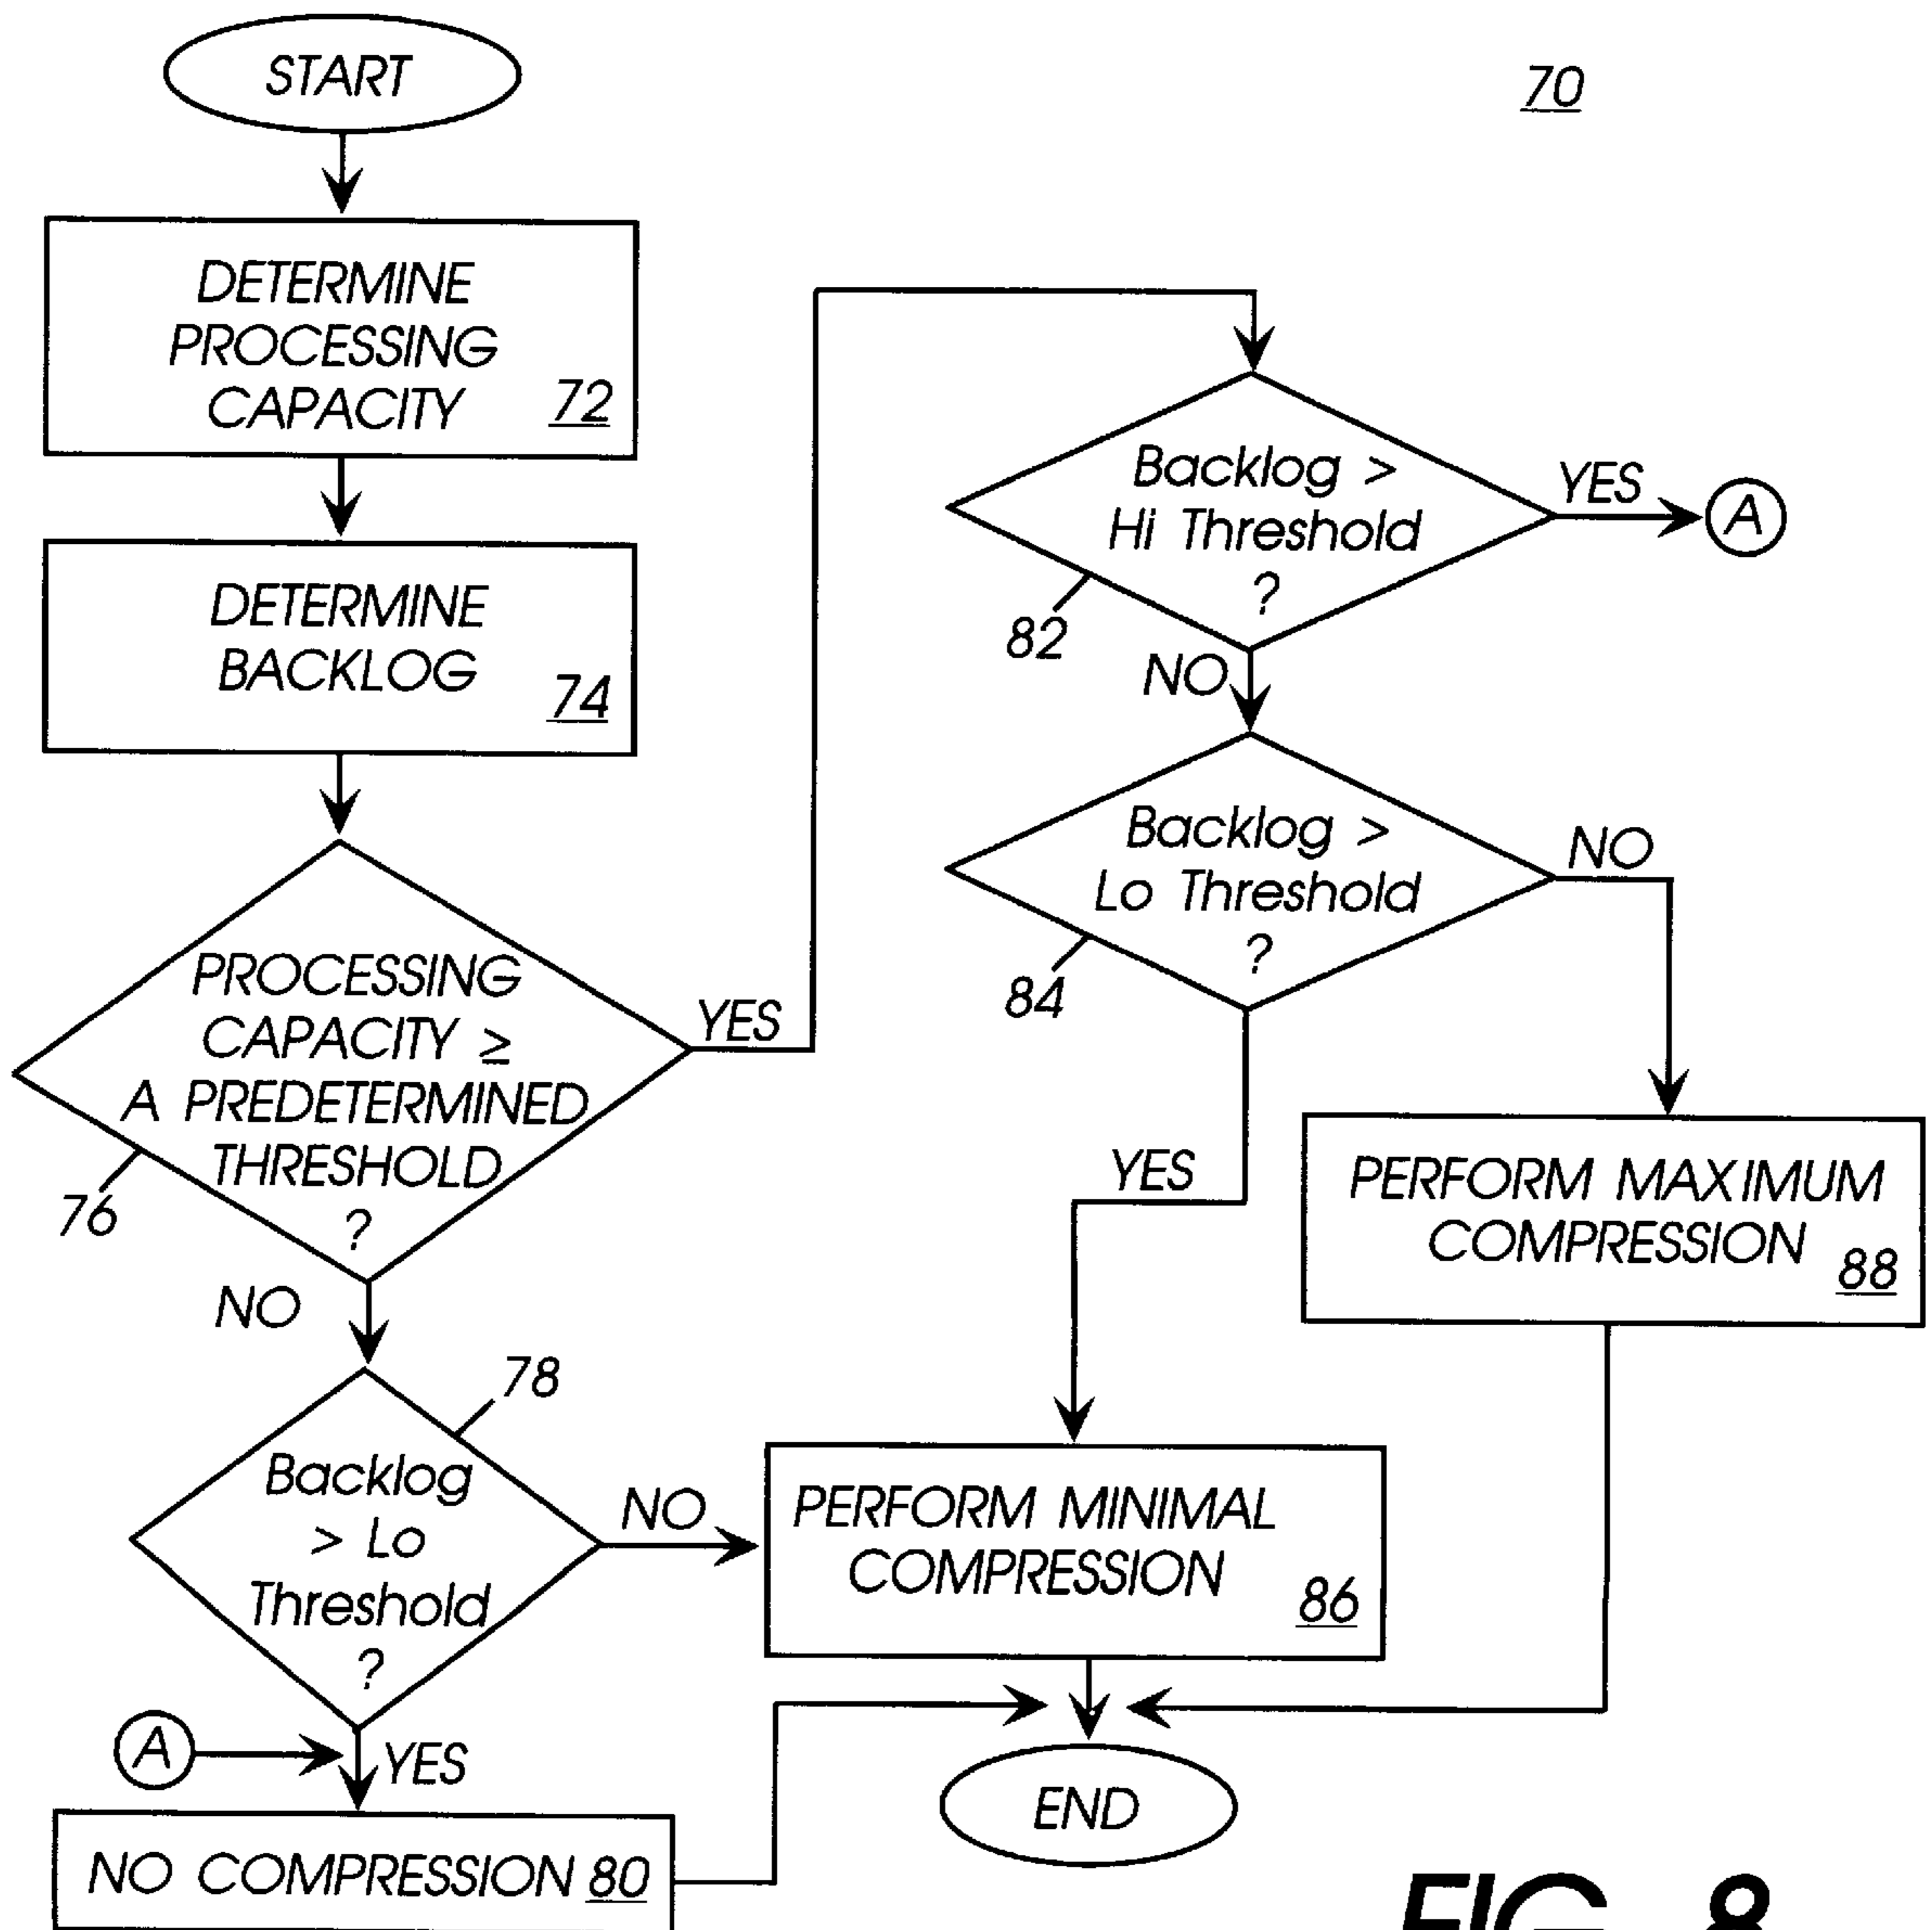 START
70
DETERMINE
PROCESSING
CAPACITY 72
DETERMINE
BACKLOG 74
PROCESSING
CAPACITY ≥
A PREDETERMINED
THRESHOLD
?
76
YES
NO
Backlog >
Hi Threshold
?
82
YES
A
NO
Backlog >
Lo Threshold
?
84
NO
YES
PERFORM MAXIMUM
COMPRESSION 88
78
Backlog
> Lo
Threshold
?
NO
PERFORM MINIMAL
COMPRESSION 86
A
YES
NO COMPRESSION 80
END
FIG. 8